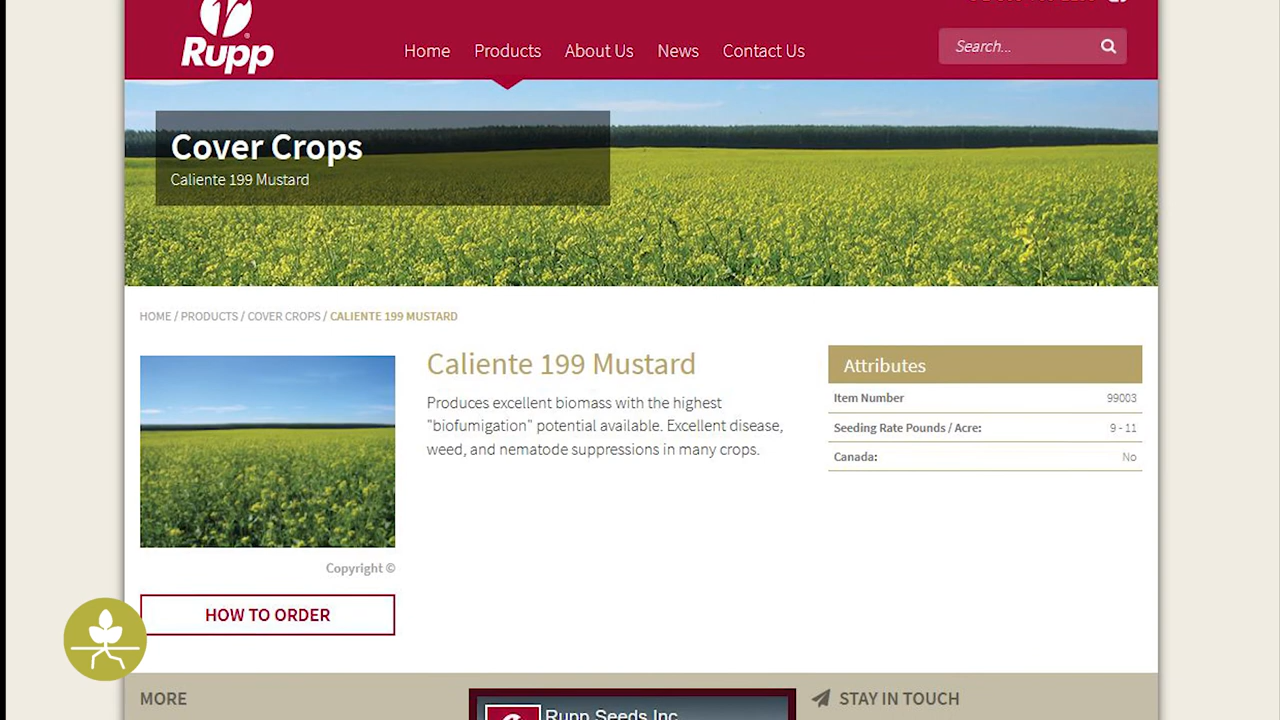 Rupp
Home Products About Us News Contact Us
Search...
Cover Crops
Caliente 199 Mustard
HOME / PRODUCTS / COVER CROPS / CALIENTE 199 MUSTARD
Caliente 199 Mustard
Produces excellent biomass with the highest
"biofumigation" potential available. Excellent disease,
weed, and nematode suppressions in many crops.
Attributes
Item Number 99003
Seeding Rate Pounds / Acre: 9 - 11
Canada: No
Copyright ©
HOW TO ORDER
MORE
Rupp Seeds Inc
STAY IN TOUCH